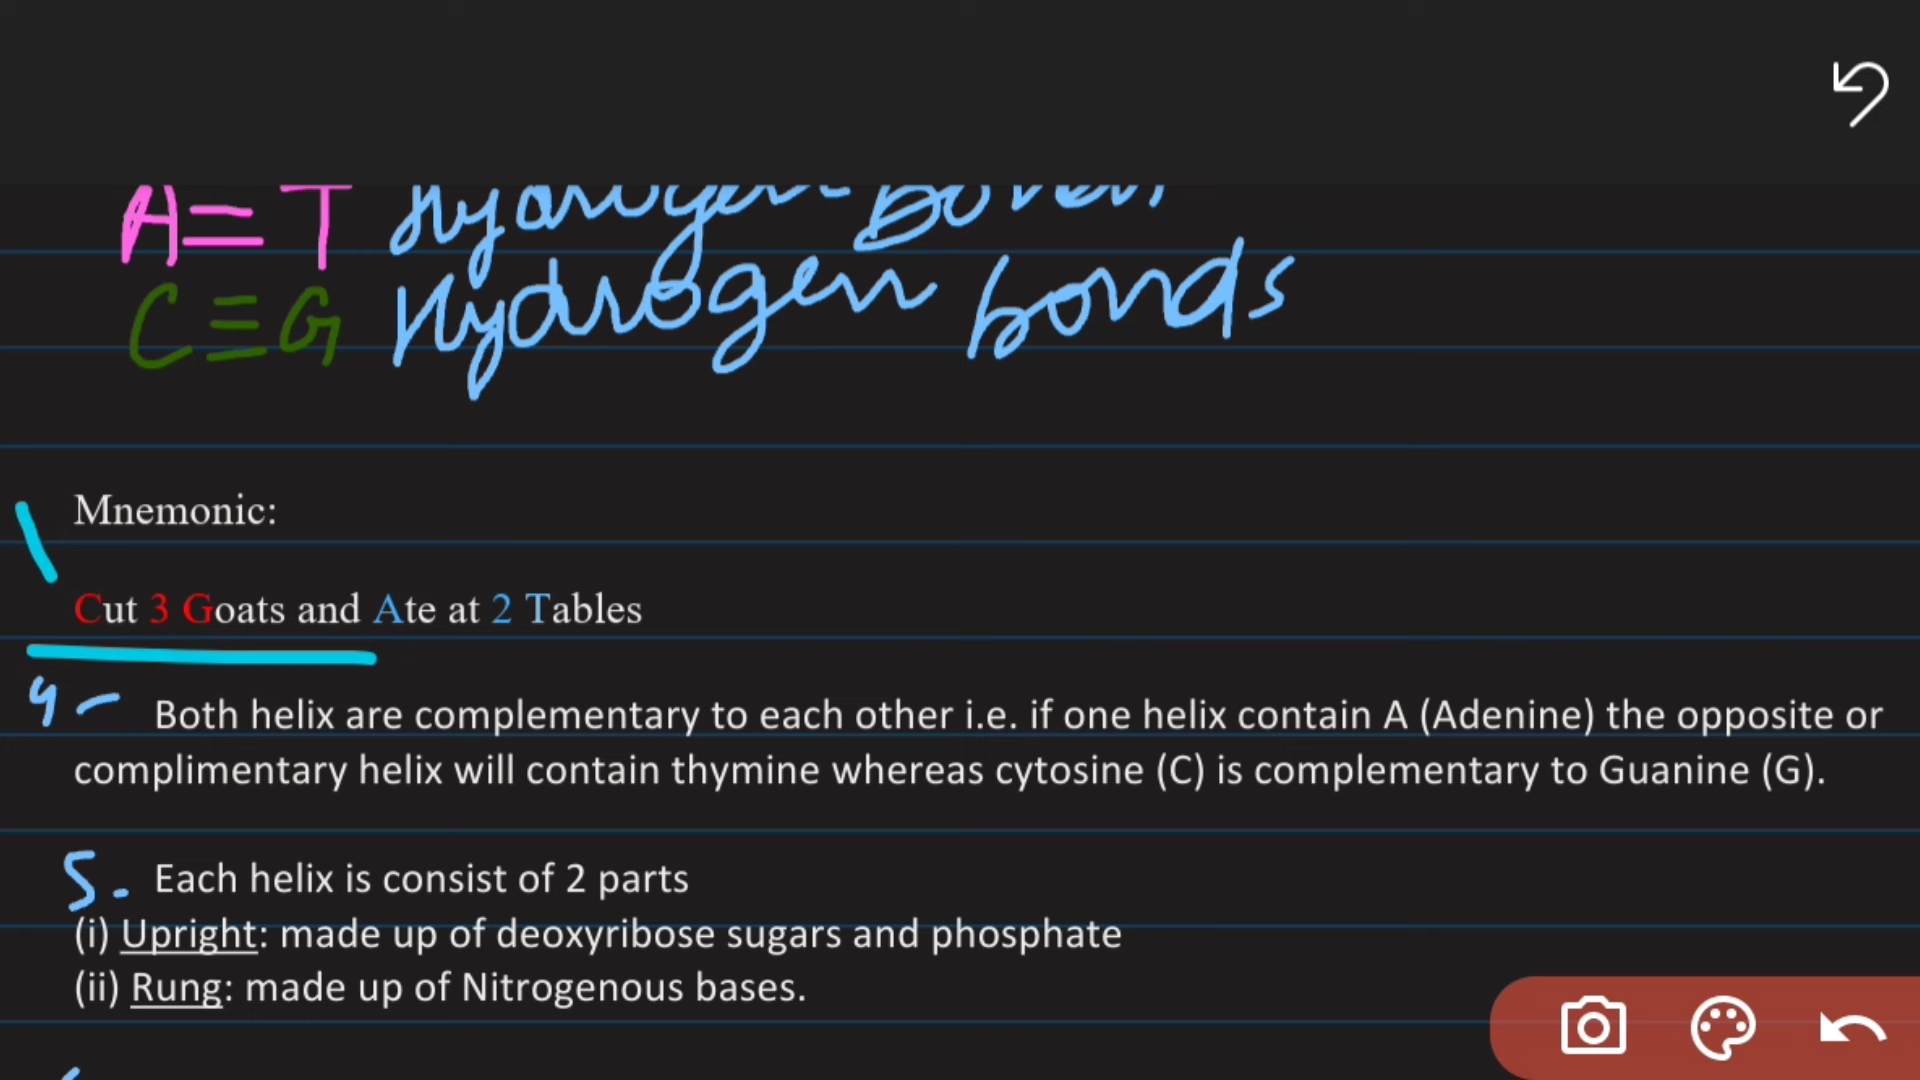 A = T Hydrogen Bonds
C ≡ G Hydrogen bonds
Mnemonic:
Cut 3 Goats and Ate at 2 Tables
4 - Both helix are complementary to each other i.e. if one helix contain A (Adenine) the opposite or
complimentary helix will contain thymine whereas cytosine (C) is complementary to Guanine (G).
5. Each helix is consist of 2 parts
(i) Upright: made up of deoxyribose sugars and phosphate
(ii) Rung: made up of Nitrogenous bases.